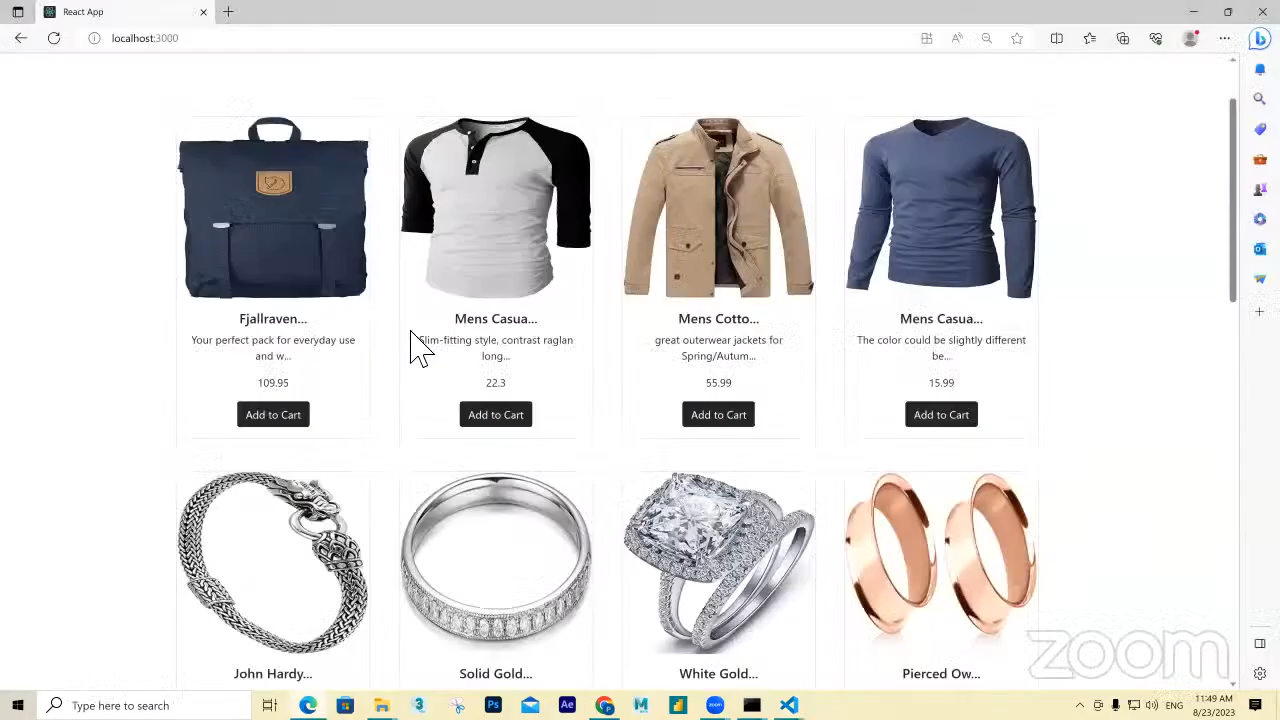 React App
localhost:3000
Fjallraven...
Mens Casua...
Mens Cotto...
Mens Casua...
Your perfect pack for everyday use
and w...
Slim-fitting style, contrast raglan
long...
great outerwear jackets for
Spring/Autum...
The color could be slightly different
be...
109.95
22.3
55.99
15.99
Add to Cart
Add to Cart
Add to Cart
Add to Cart
John Hardy...
Solid Gold...
White Gold...
Pierced Ow...
zoom
Type here to search
Ps
Ae
zoom
ENG
11:49 AM
8/23/2023